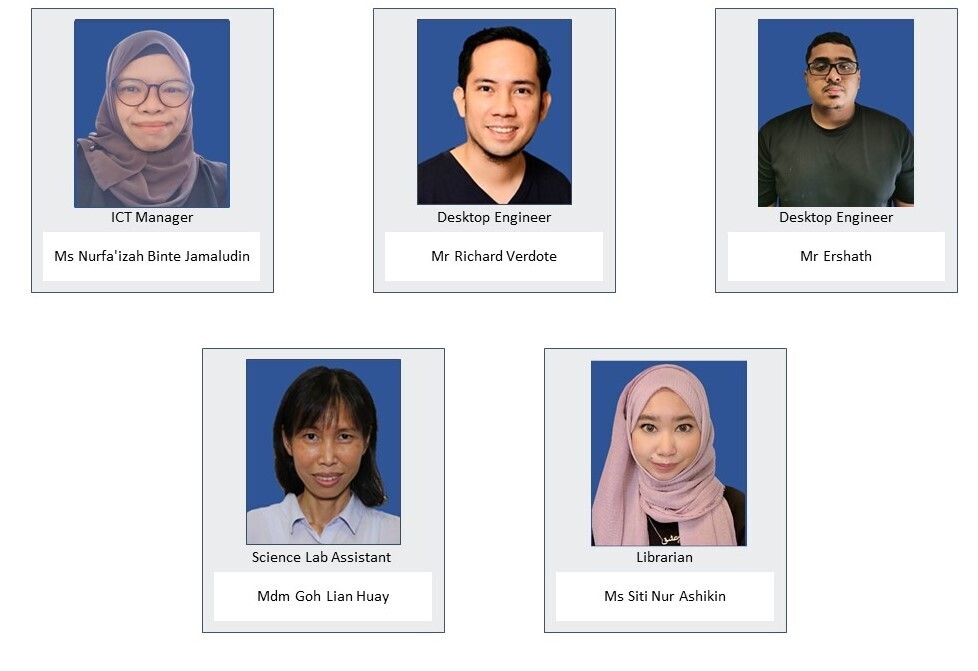 ICT Manager
Ms Nurfa'izah Binte Jamaludin
Desktop Engineer
Mr Richard Verdote
Desktop Engineer
Mr Ershath
Science Lab Assistant
Mdm Goh Lian Huay
Librarian
Ms Siti Nur Ashikin